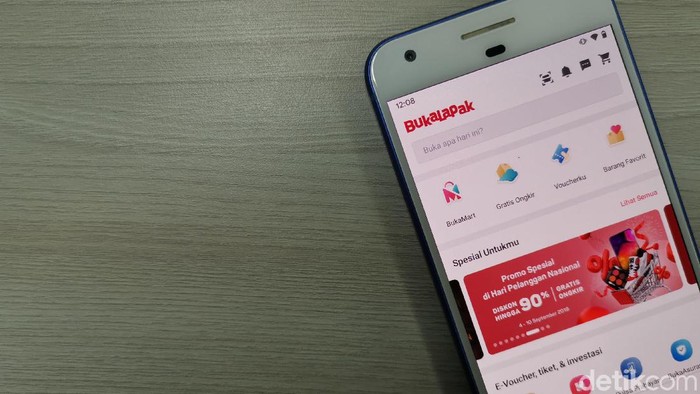 12:08
BukaLapak
Buka apa hari ini?
BukaMart
Gratis Ongkir
Voucherku
Barang Favorit
Spesial Untukmu
Lihat Semua
Promo Spesial
di Hari Pelanggan Nasional
DISKON HINGGA 90% GRATIS ONGKIR
4 - 10 September 2019
E-Voucher, tiket, & investasi
detikcom